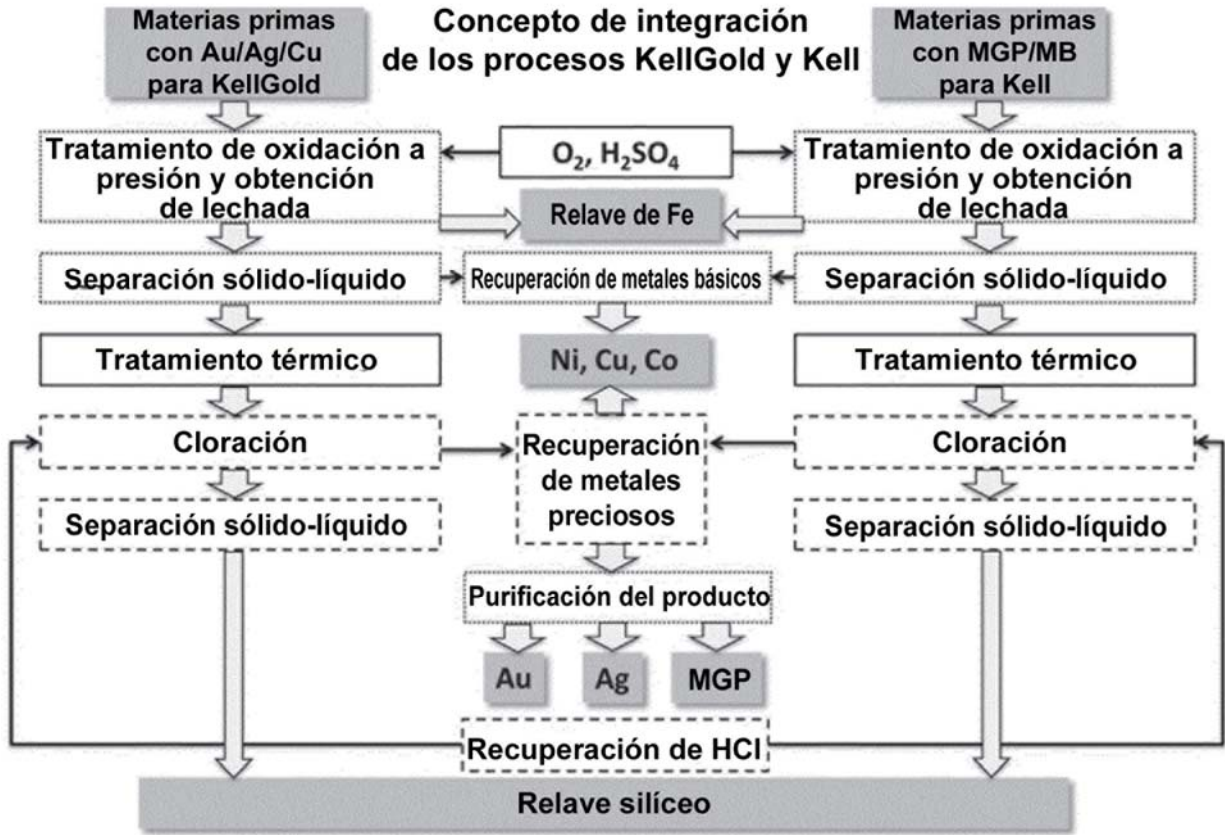 Concepto de integración
de los procesos KellGold y Kell
Materias primas
con Au/Ag/Cu
para KellGold
Materias primas
con MGP/MB
para Kell
Tratamiento de oxidación a
presión y obtención
de lechada
O₂, H₂SO₄
Tratamiento de oxidación a
presión y obtención
de lechada
Relave de Fe
Separación sólido-líquido
Recuperación de metales básicos
Separación sólido-líquido
Tratamiento térmico
Ni, Cu, Co
Tratamiento térmico
Cloración
Recuperación
de metales
preciosos
Cloración
Separación sólido-líquido
Separación sólido-líquido
Purificación del producto
Au
Ag
MGP
Recuperación de HCl
Relave silíceo